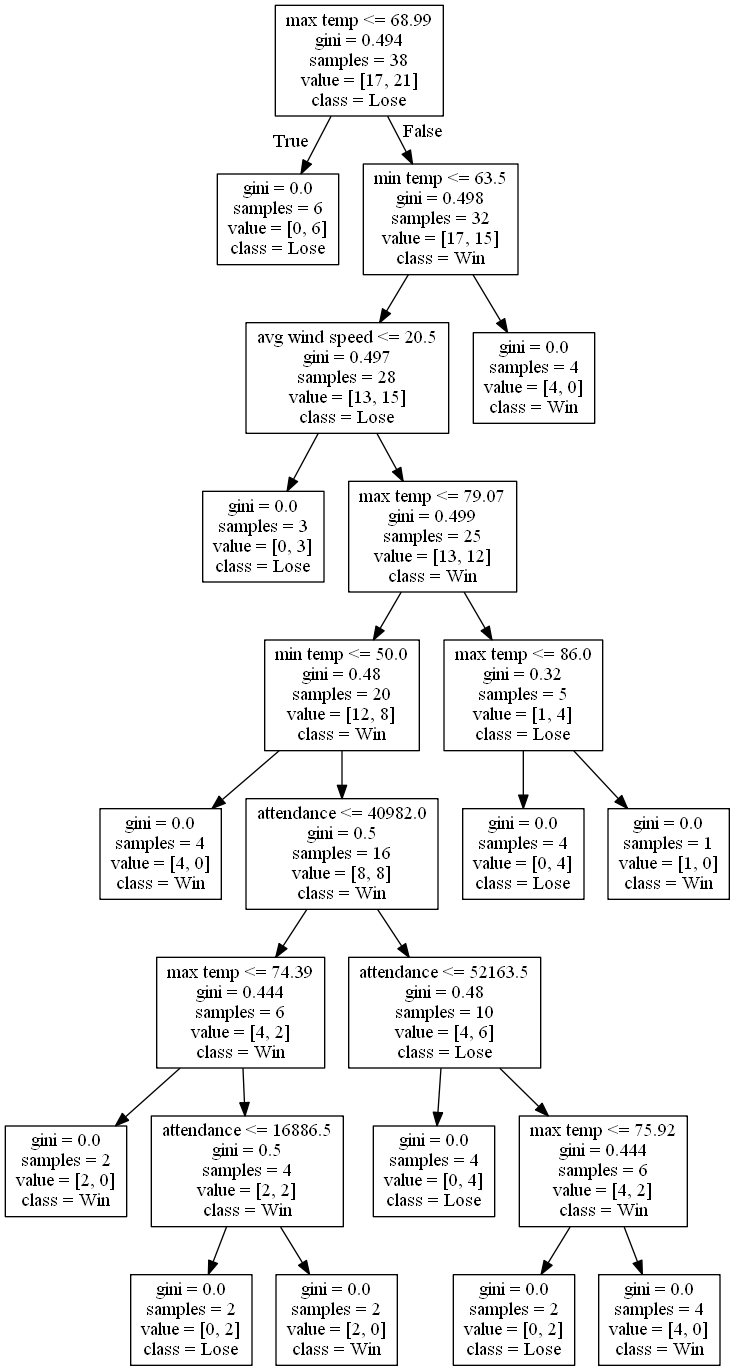 max temp <= 68.99
gini = 0.494
samples = 38
value = [17, 21]
class = Lose
True
False
gini = 0.0
samples = 6
value = [0, 6]
class = Lose
min temp <= 63.5
gini = 0.498
samples = 32
value = [17, 15]
class = Win
avg wind speed <= 20.5
gini = 0.497
samples = 28
value = [13, 15]
class = Lose
gini = 0.0
samples = 4
value = [4, 0]
class = Win
gini = 0.0
samples = 3
value = [0, 3]
class = Lose
max temp <= 79.07
gini = 0.499
samples = 25
value = [13, 12]
class = Win
min temp <= 50.0
gini = 0.48
samples = 20
value = [12, 8]
class = Win
max temp <= 86.0
gini = 0.32
samples = 5
value = [1, 4]
class = Lose
gini = 0.0
samples = 4
value = [4, 0]
class = Win
attendance <= 40982.0
gini = 0.5
samples = 16
value = [8, 8]
class = Win
gini = 0.0
samples = 4
value = [0, 4]
class = Lose
gini = 0.0
samples = 1
value = [1, 0]
class = Win
max temp <= 74.39
gini = 0.444
samples = 6
value = [4, 2]
class = Win
attendance <= 52163.5
gini = 0.48
samples = 10
value = [4, 6]
class = Lose
gini = 0.0
samples = 2
value = [2, 0]
class = Win
attendance <= 16886.5
gini = 0.5
samples = 4
value = [2, 2]
class = Win
gini = 0.0
samples = 4
value = [0, 4]
class = Lose
max temp <= 75.92
gini = 0.444
samples = 6
value = [4, 2]
class = Win
gini = 0.0
samples = 2
value = [0, 2]
class = Lose
gini = 0.0
samples = 2
value = [2, 0]
class = Win
gini = 0.0
samples = 2
value = [0, 2]
class = Lose
gini = 0.0
samples = 4
value = [4, 0]
class = Win